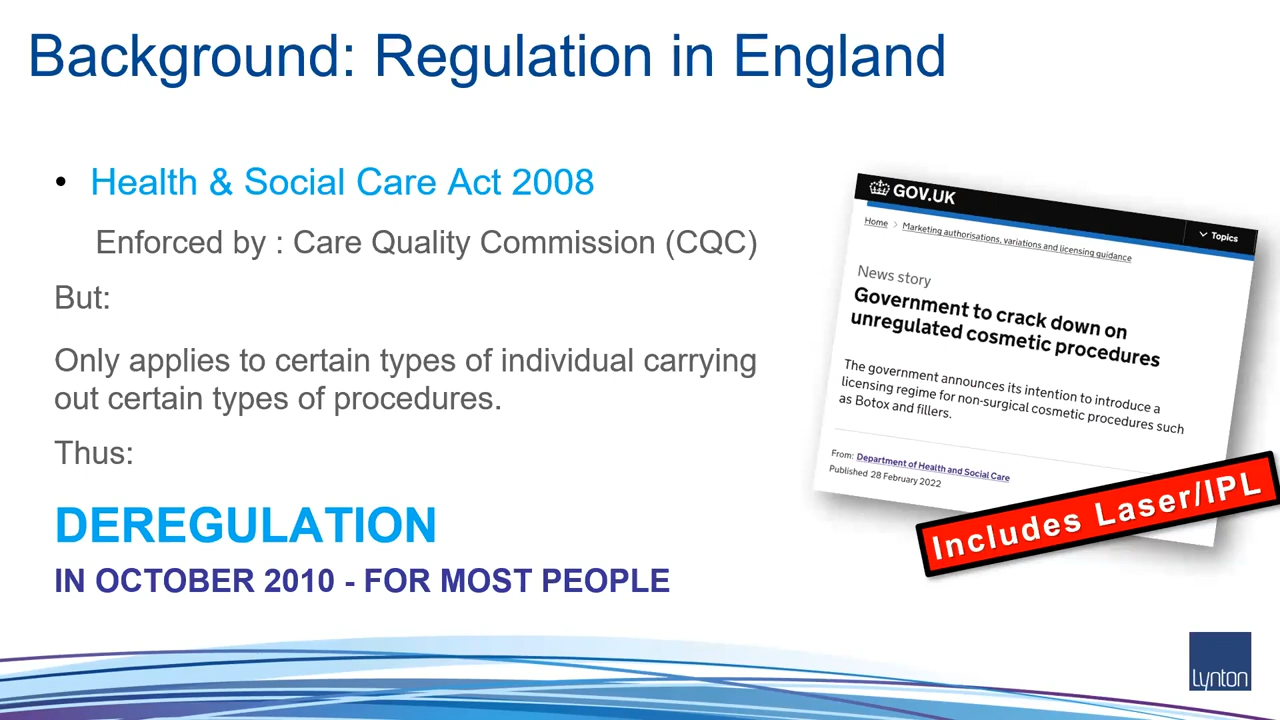 Background: Regulation in England
• Health & Social Care Act 2008
Enforced by : Care Quality Commission (CQC)
But:
Only applies to certain types of individual carrying
out certain types of procedures.
Thus:
DEREGULATION
IN OCTOBER 2010 - FOR MOST PEOPLE
GOV.UK
Topics
Home > Marketing authorisations, variations and licensing guidance
News story
Government to crack down on
unregulated cosmetic procedures
The government announces its intention to introduce a
licensing regime for non-surgical cosmetic procedures such
as Botox and fillers.
From: Department of Health and Social Care
Published 28 February 2022
Includes Laser/IPL
Lynton